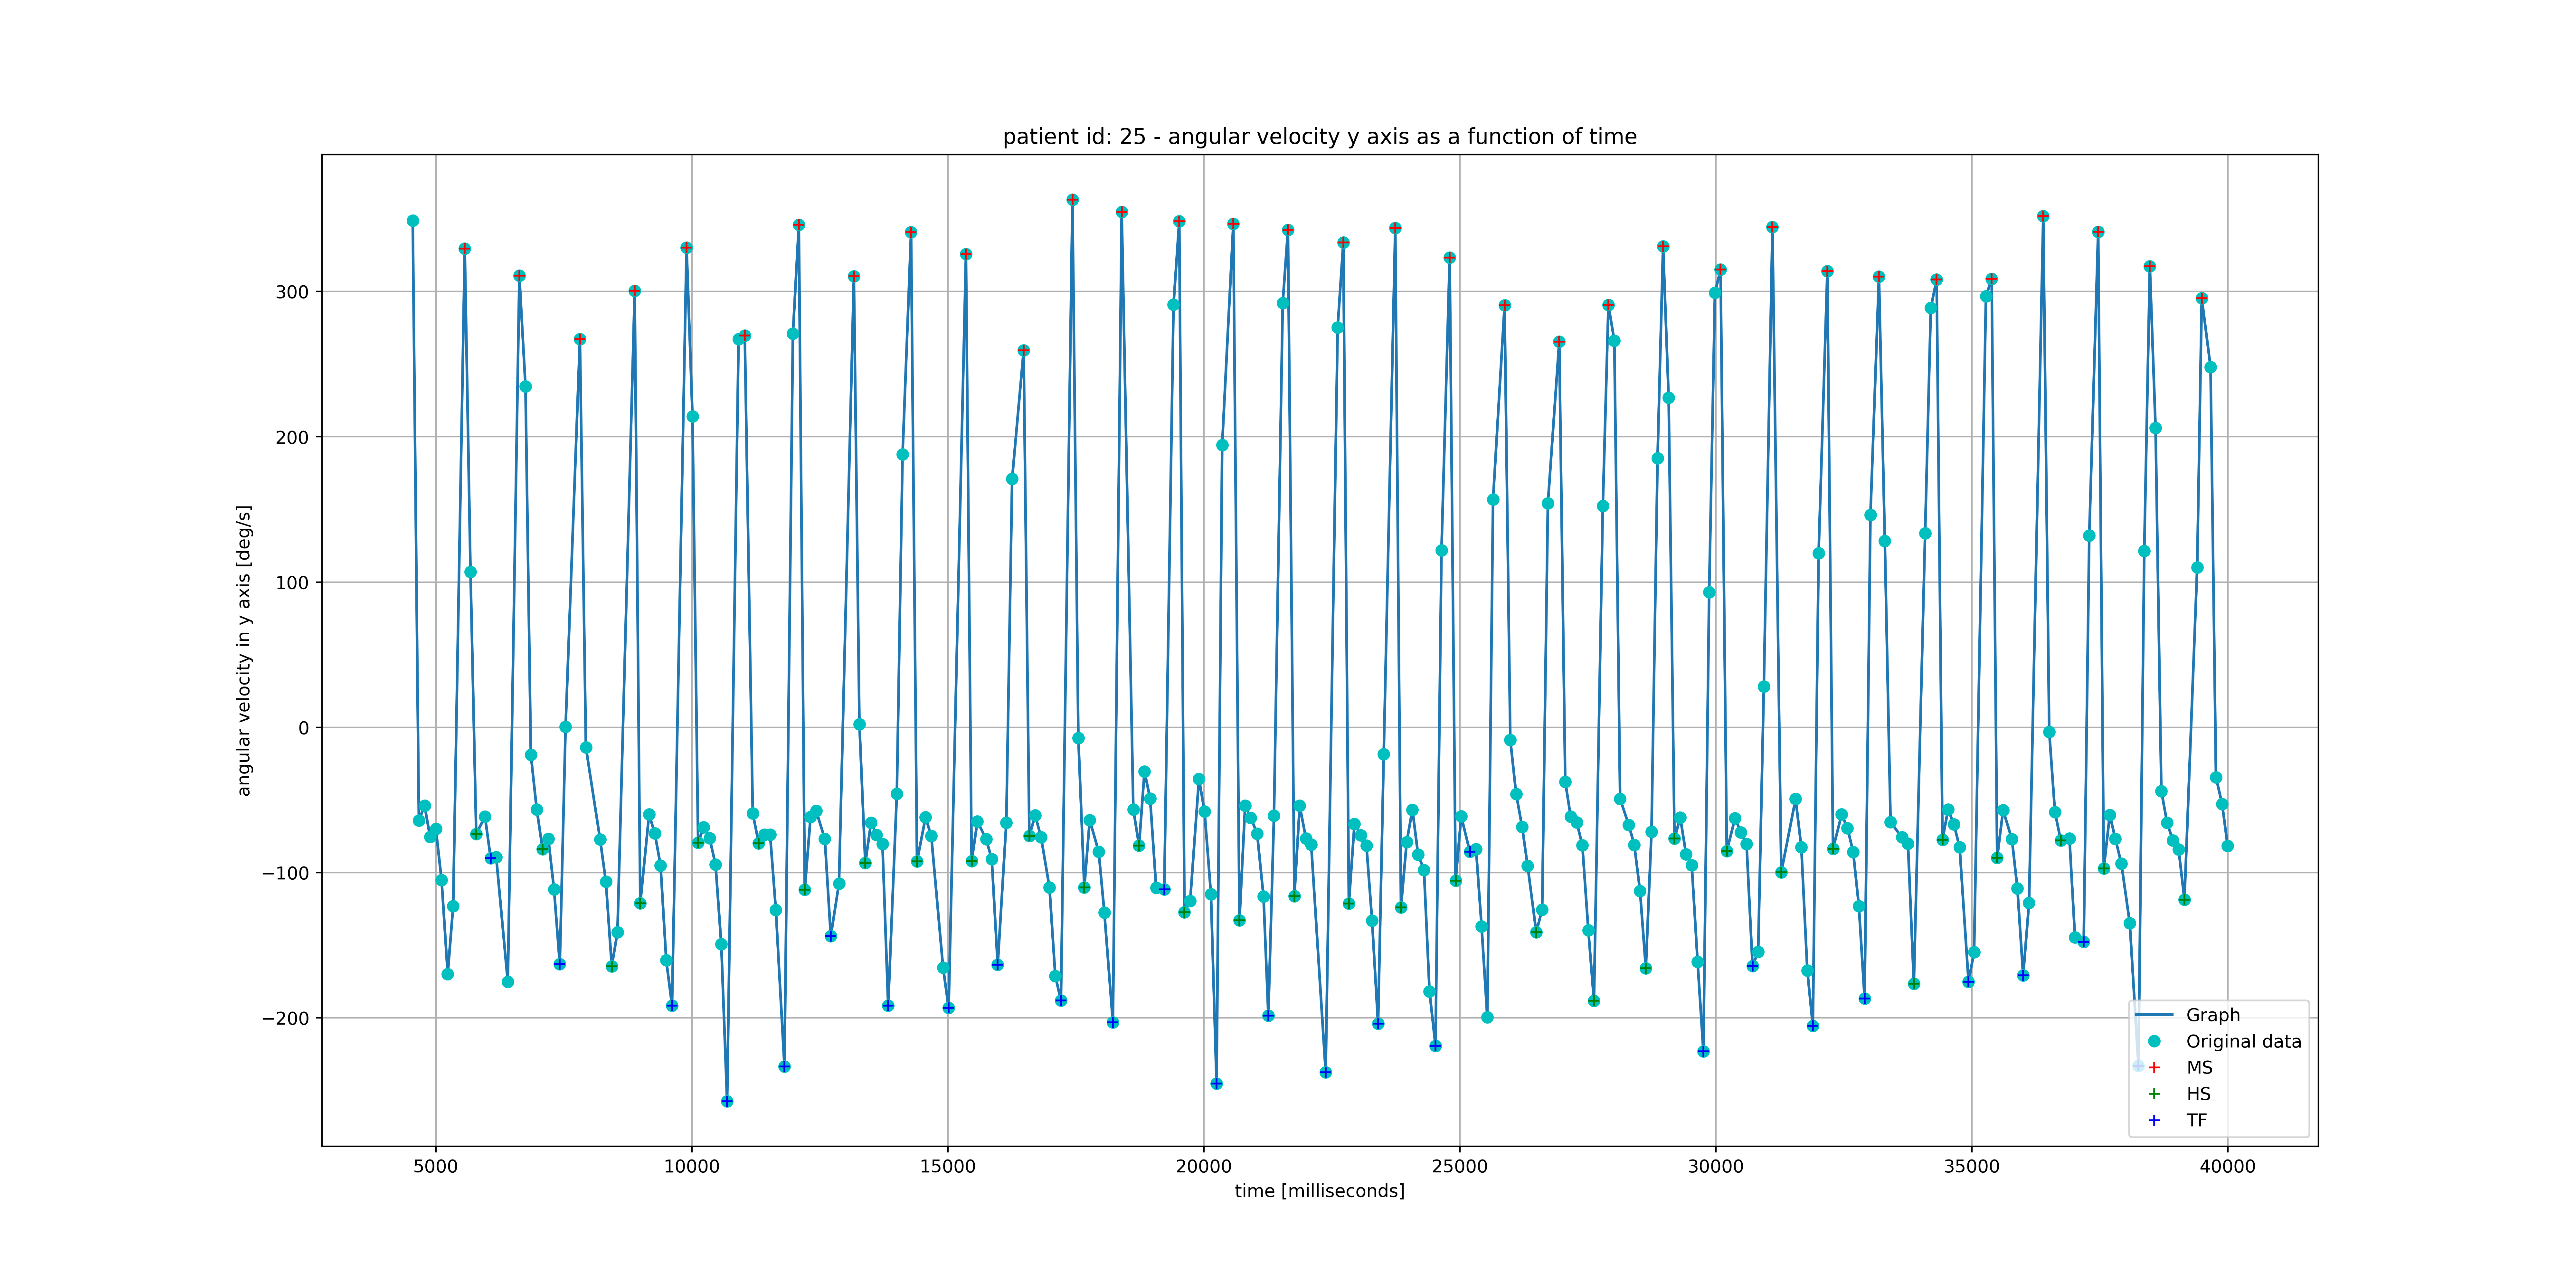 patient id: 25 - angular velocity y axis as a function of time
angular velocity in y axis [deg/s]
300
200
100
0
−100
−200
5000
10000
15000
20000
25000
30000
35000
40000
time [milliseconds]
Graph
Original data
MS
HS
TF